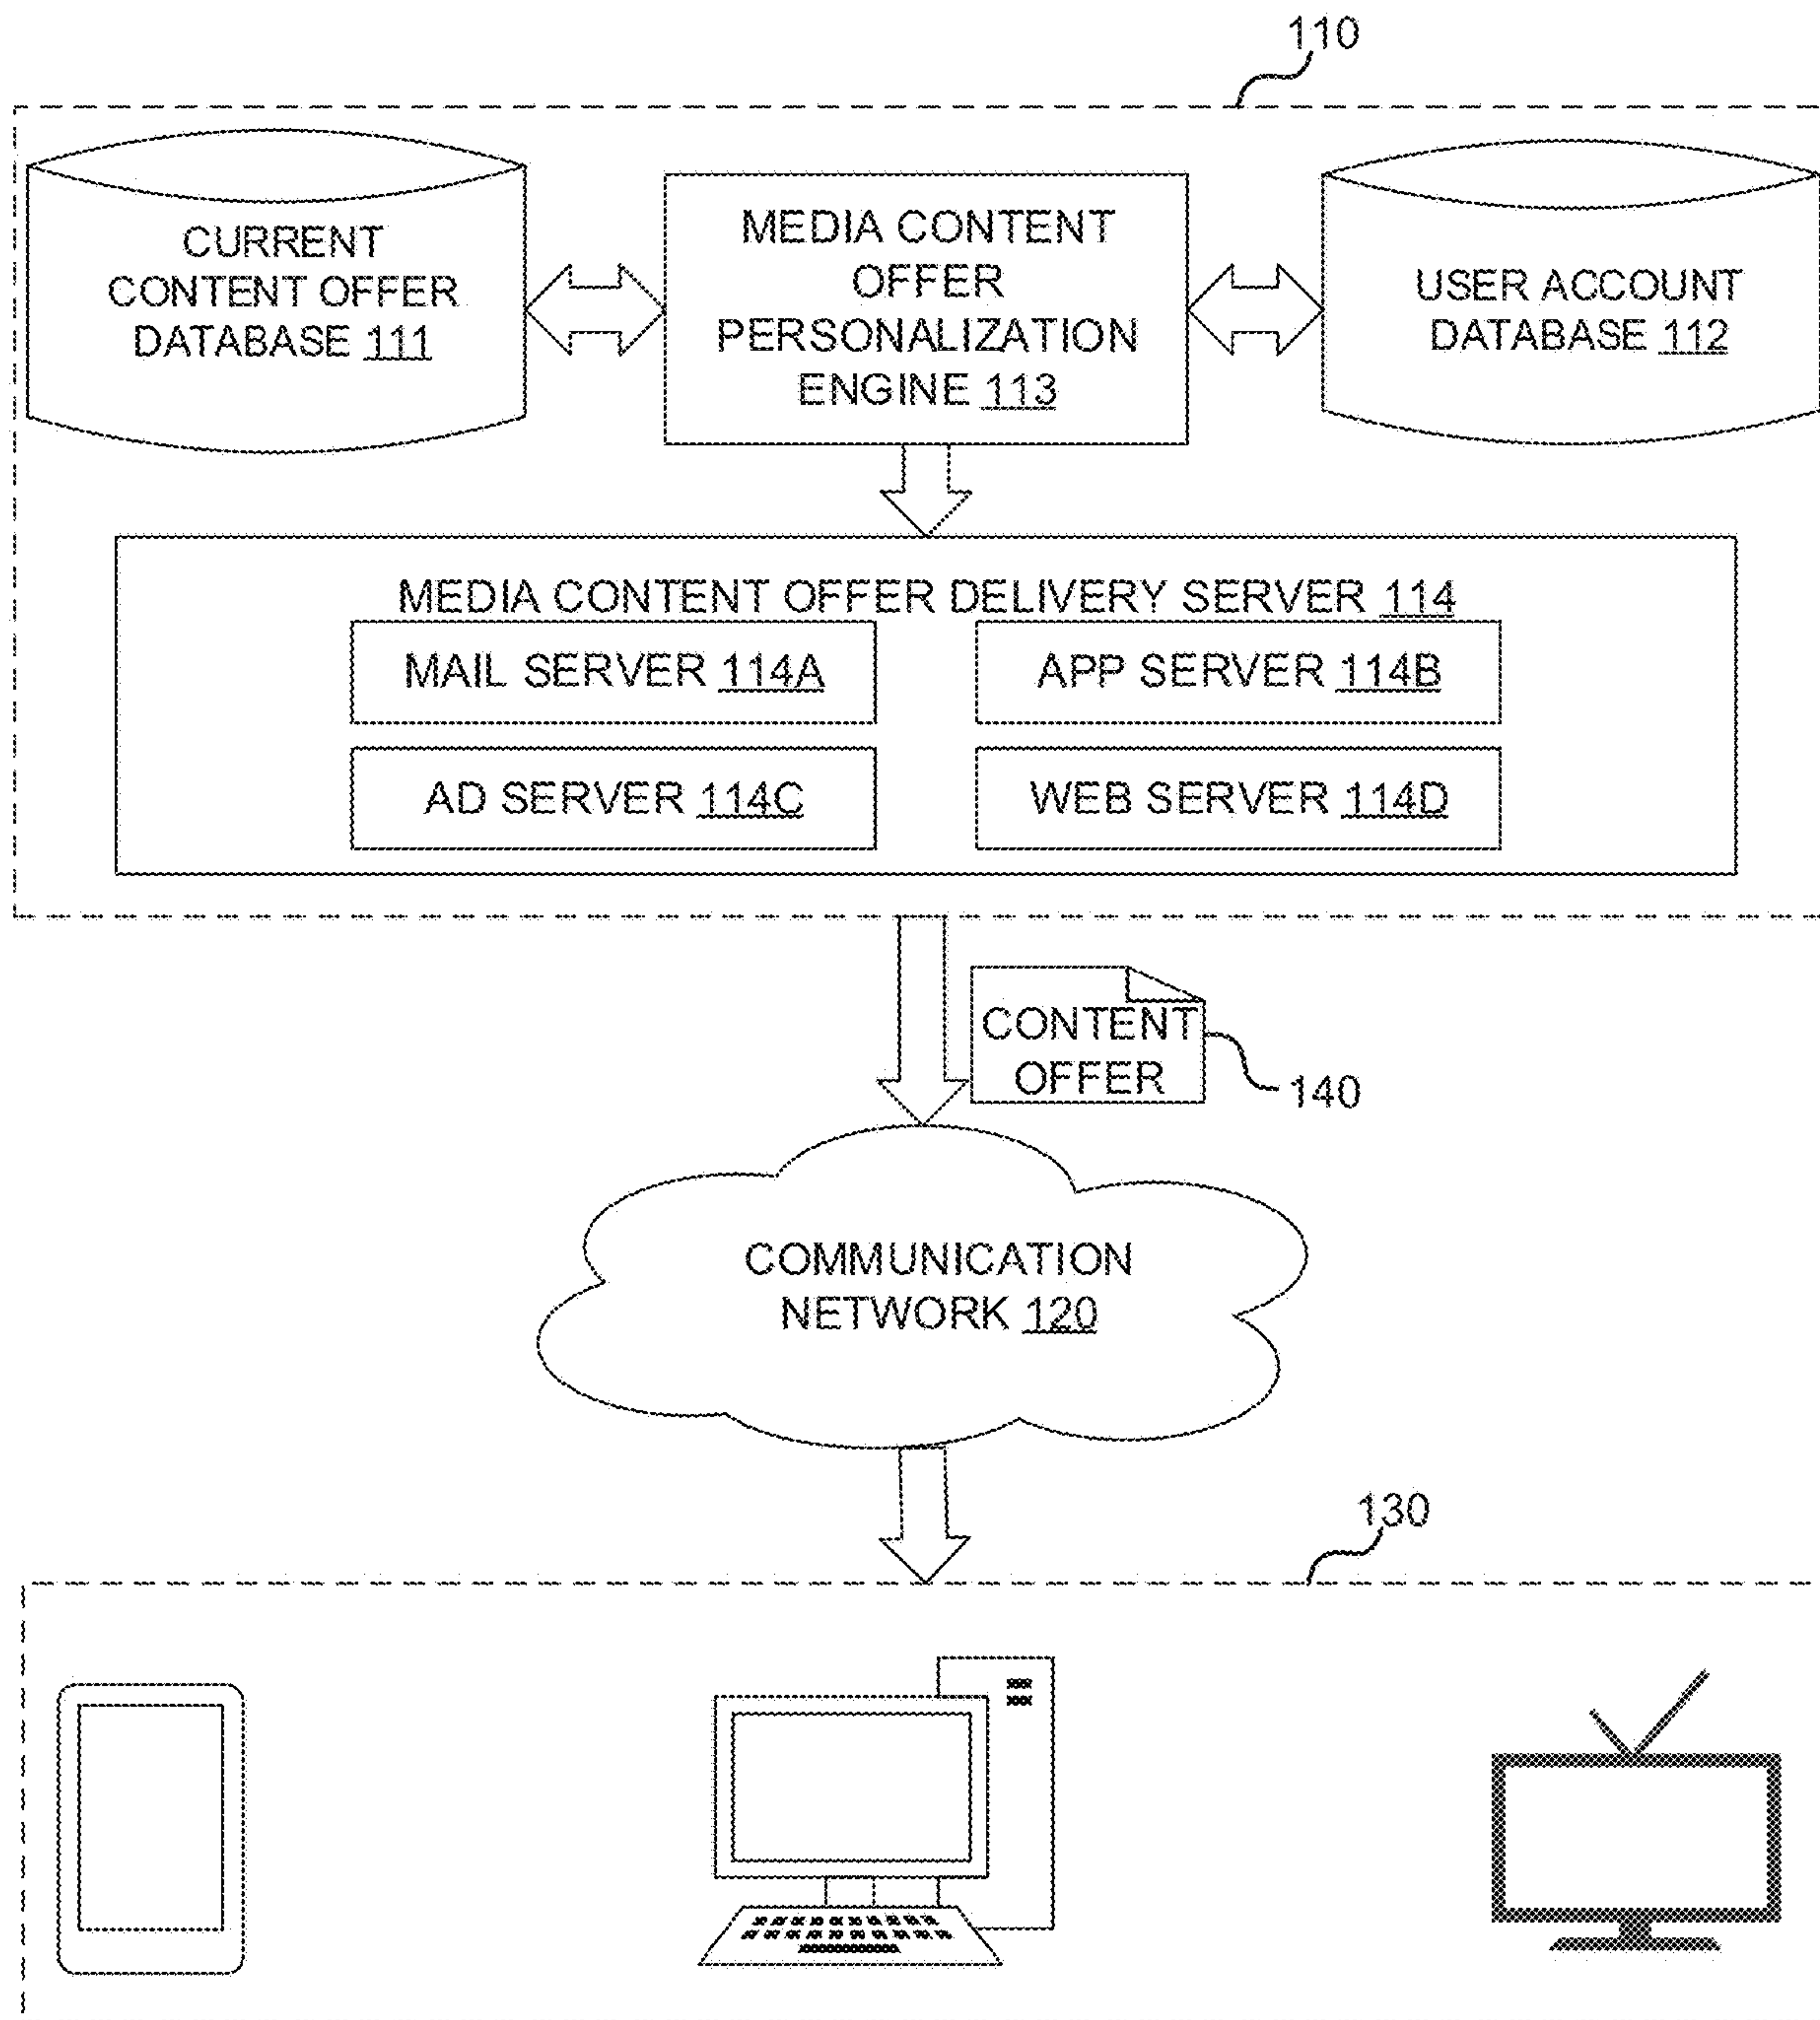 110
CURRENT
CONTENT OFFER
DATABASE 111
MEDIA CONTENT
OFFER
PERSONALIZATION
ENGINE 113
USER ACCOUNT
DATABASE 112
MEDIA CONTENT OFFER DELIVERY SERVER 114
MAIL SERVER 114A
APP SERVER 114B
AD SERVER 114C
WEB SERVER 114D
CONTENT
OFFER
140
COMMUNICATION
NETWORK 120
130